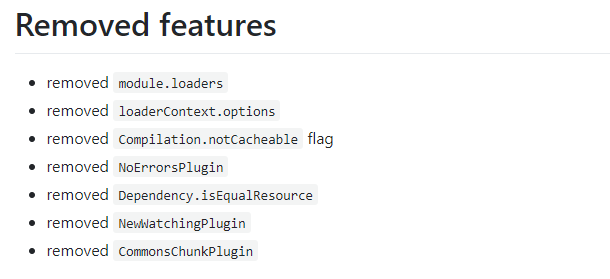 Removed features
• removed module.loaders
• removed loaderContext.options
• removed Compilation.notCacheable flag
• removed NoErrorsPlugin
• removed Dependency.isEqualResource
• removed NewWatchingPlugin
• removed CommonsChunkPlugin